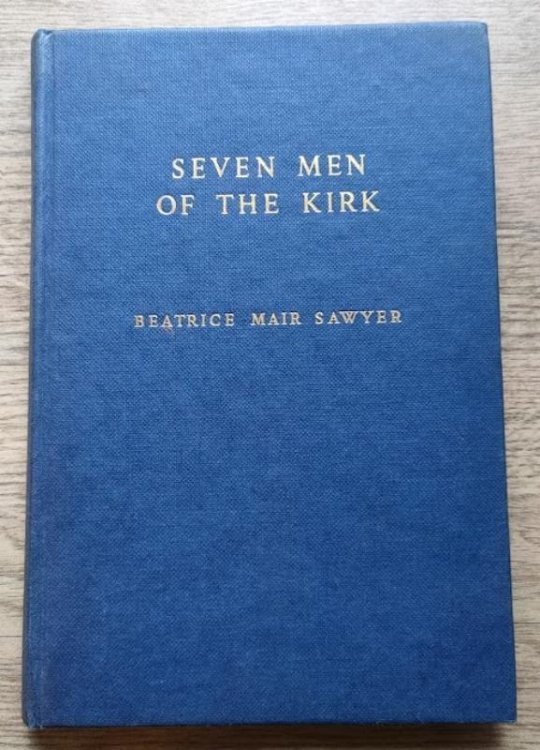 SEVEN MEN
OF THE KIRK
BEATRICE MAIR SAWYER